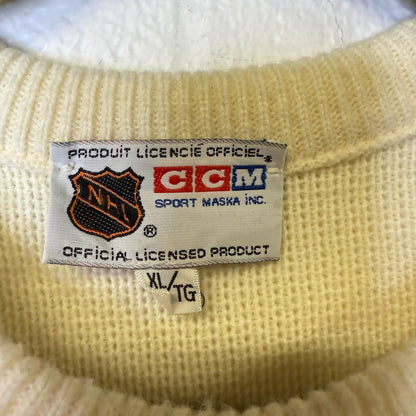 PRODUIT LICENCIÉ OFFICIEL*
NHL
CCM
SPORT MASKA INC.
®
OFFICIAL LICENSED PRODUCT
XL/TG